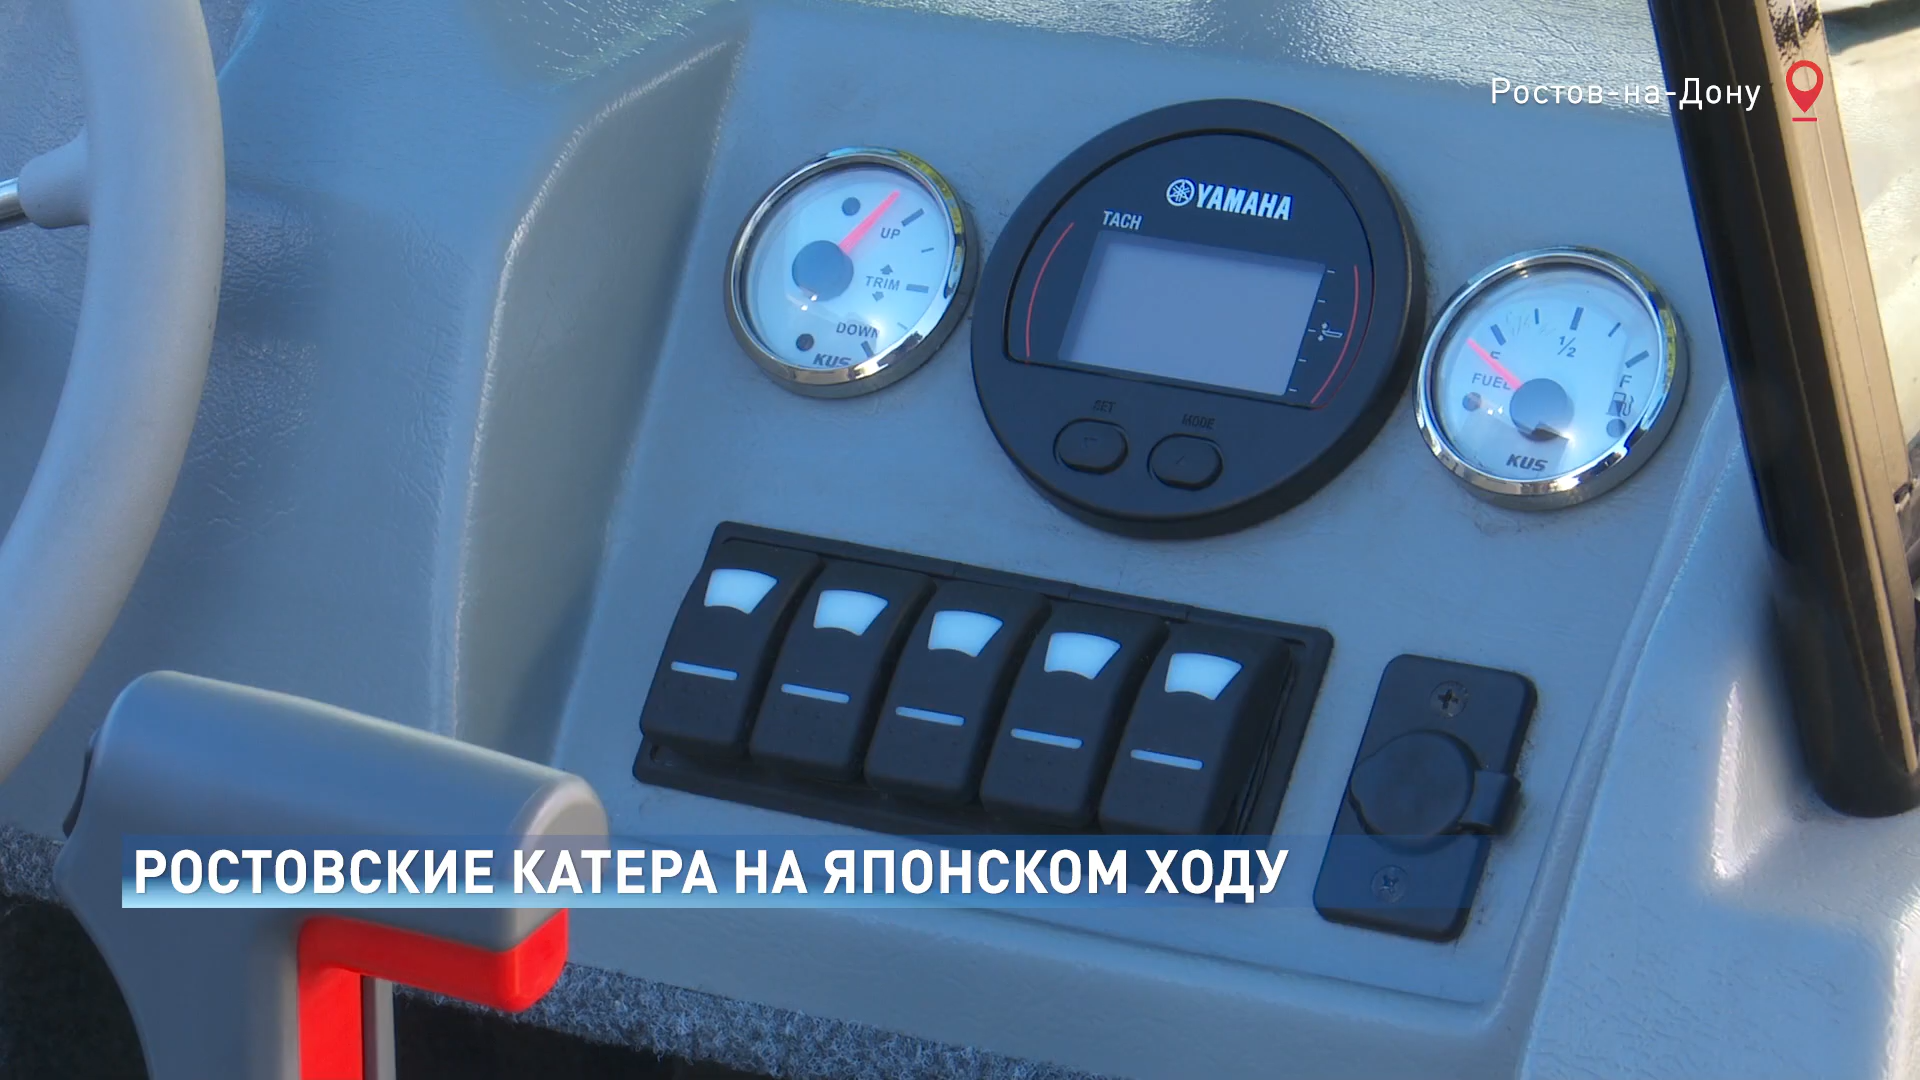 Ростов-на-Дону
YAMAHA
TACH
UP
TRIM
DOWN
KUS
1/2
E
F
FUEL
KUS
SET
MODE
РОСТОВСКИЕ КАТЕРА НА ЯПОНСКОМ ХОДУ